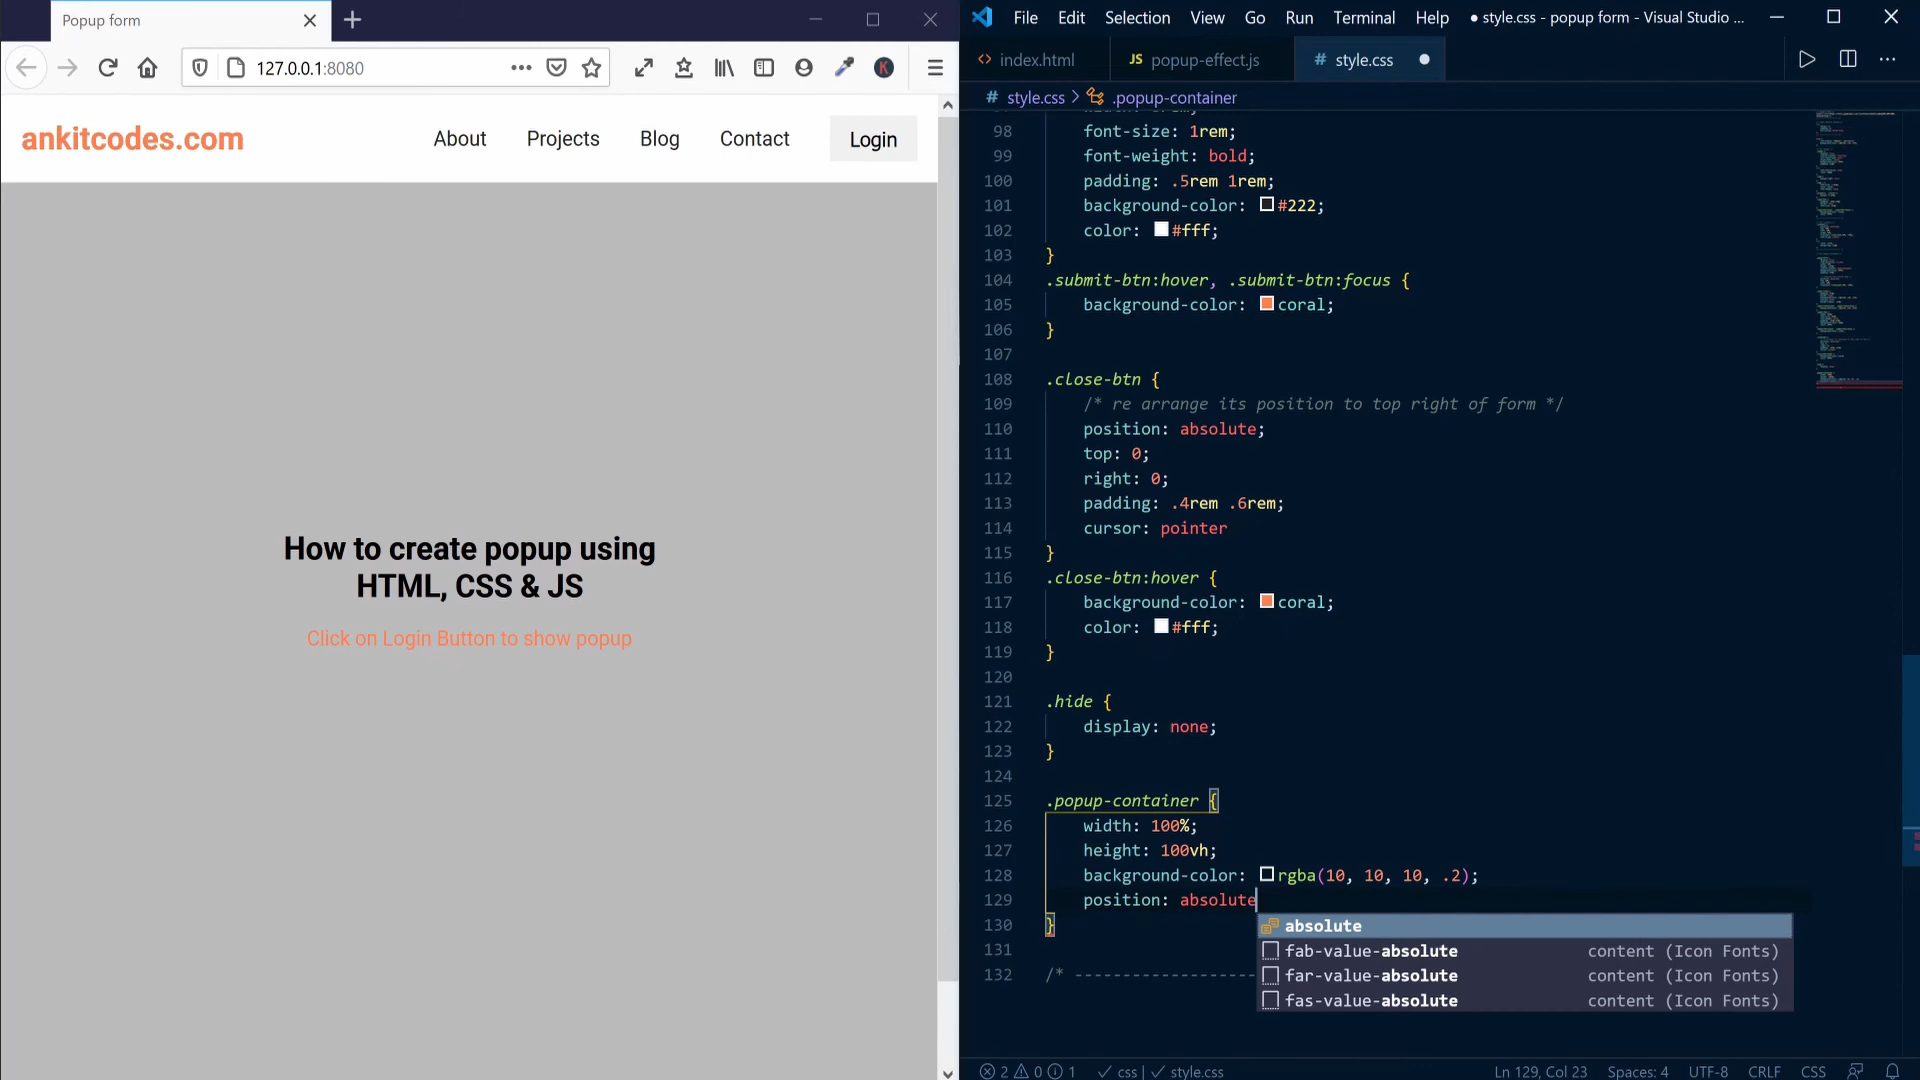 Popup form
127.0.0.1:8080
ankitcodes.com
About
Projects
Blog
Contact
Login
How to create popup using
HTML, CSS & JS
Click on Login Button to show popup
File Edit Selection View Go Run Terminal Help
● style.css - popup form - Visual Studio ...
<> index.html
JS popup-effect.js
# style.css ●
# style.css > .popup-container
98 font-size: 1rem;
99 font-weight: bold;
100 padding: .5rem 1rem;
101 background-color: #222;
102 color: #fff;
103 }
104 .submit-btn:hover, .submit-btn:focus {
105 background-color: coral;
106 }
107
108 .close-btn {
109 /* re arrange its position to top right of form */
110 position: absolute;
111 top: 0;
112 right: 0;
113 padding: .4rem .6rem;
114 cursor: pointer
115 }
116 .close-btn:hover {
117 background-color: coral;
118 color: #fff;
119 }
120
121 .hide {
122 display: none;
123 }
124
125 .popup-container {
126 width: 100%;
127 height: 100vh;
128 background-color: rgba(10, 10, 10, .2);
129 position: absolute
130 }
131
132 /* -------------------
absolute
fab-value-absolute content (Icon Fonts)
far-value-absolute content (Icon Fonts)
fas-value-absolute content (Icon Fonts)
2 0 1 ✓ css | ✓ style.css
Ln 129, Col 23 Spaces: 4 UTF-8 CRLF CSS